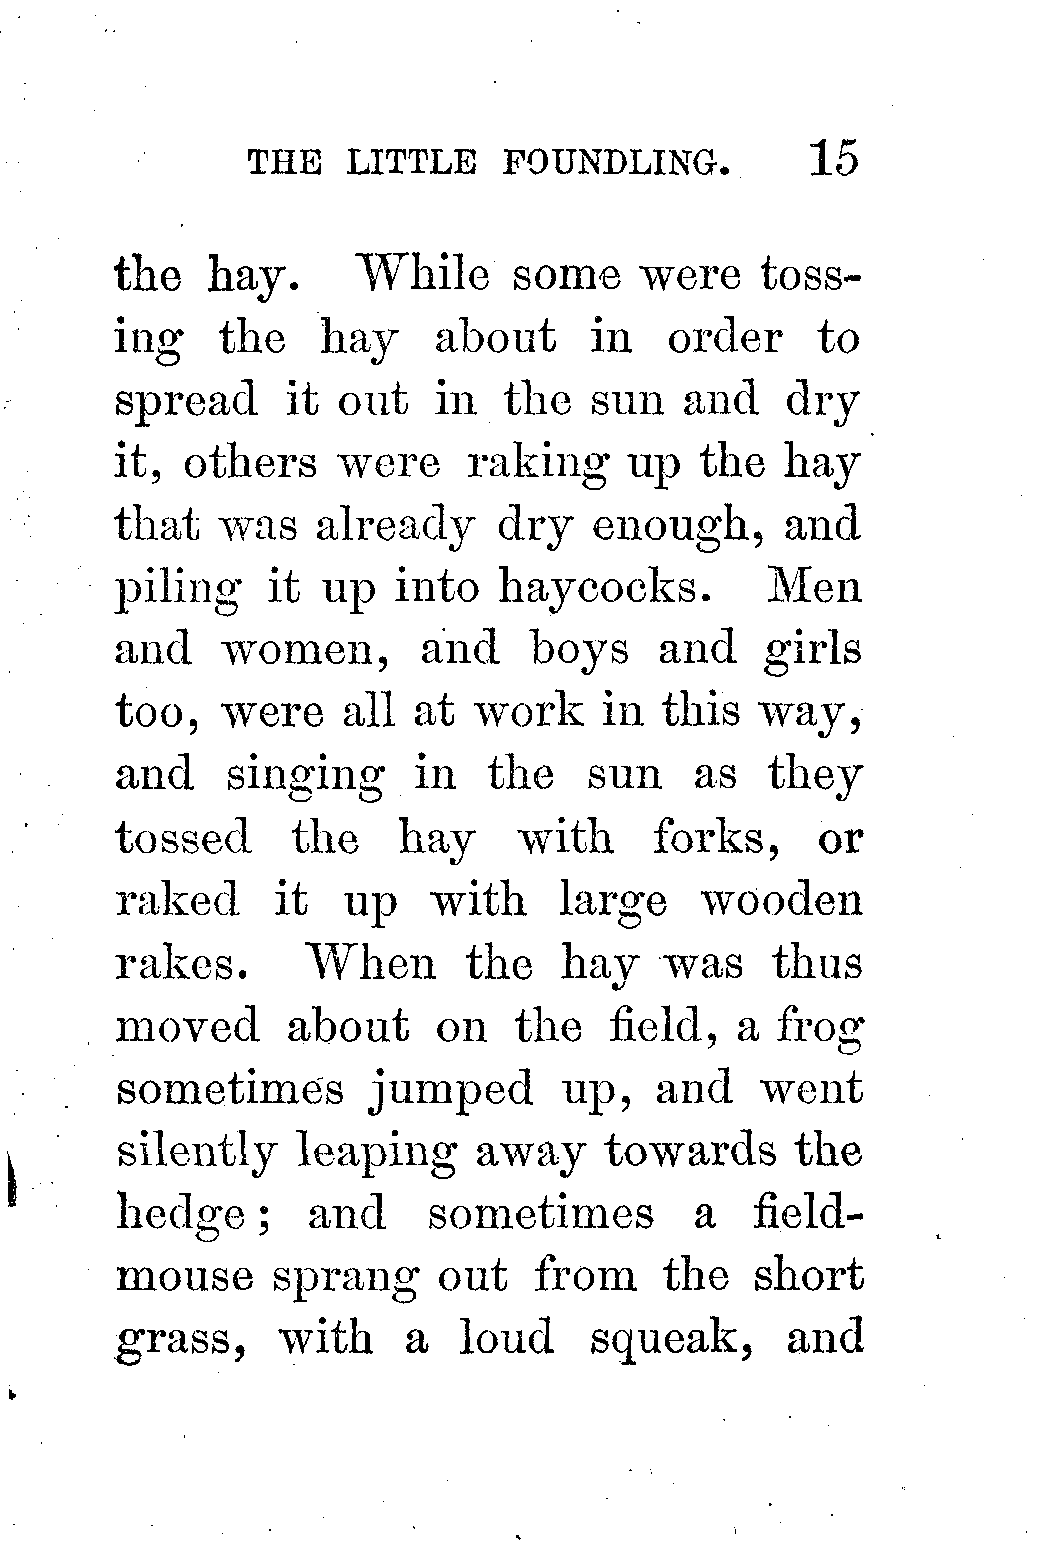 THE LITTLE FOUNDLING. 15
the hay. While some were toss-
ing the hay about in order to
spread it out in the sun and dry
it, others were raking up the hay
that was already dry enough, and
piling it up into haycocks. Men
and women, and boys and girls
too, were all at work in this way,
and singing in the sun as they
tossed the hay with forks, or
raked it up with large wooden
rakes. When the hay was thus
moved about on the field, a frog
sometimes jumped up, and went
silently leaping away towards the
hedge; and sometimes a field-
mouse sprang out from the short
grass, with a loud squeak, and